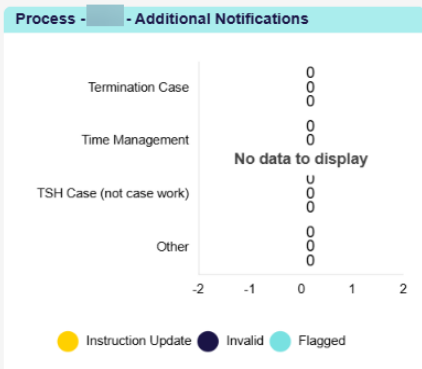 Process - - Additional Notifications
Termination Case
0
0
0
Time Management
0
0
No data to display
TSH Case (not case work)
0
0
0
Other
0
0
0
-2 -1 0 1 2
Instruction Update Invalid Flagged